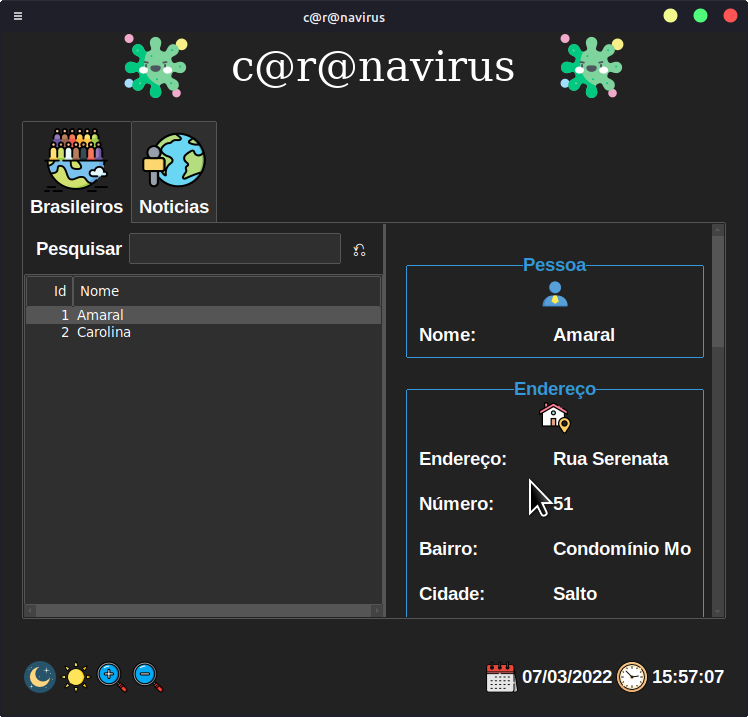 c@r@navirus
c@r@navirus
Brasileiros Noticias
Pesquisar
Id Nome
1 Amaral
2 Carolina
Pessoa
Nome: Amaral
Endereço
Endereço: Rua Serenata
Número: 51
Bairro: Condomínio Mo
Cidade: Salto
07/03/2022 15:57:07